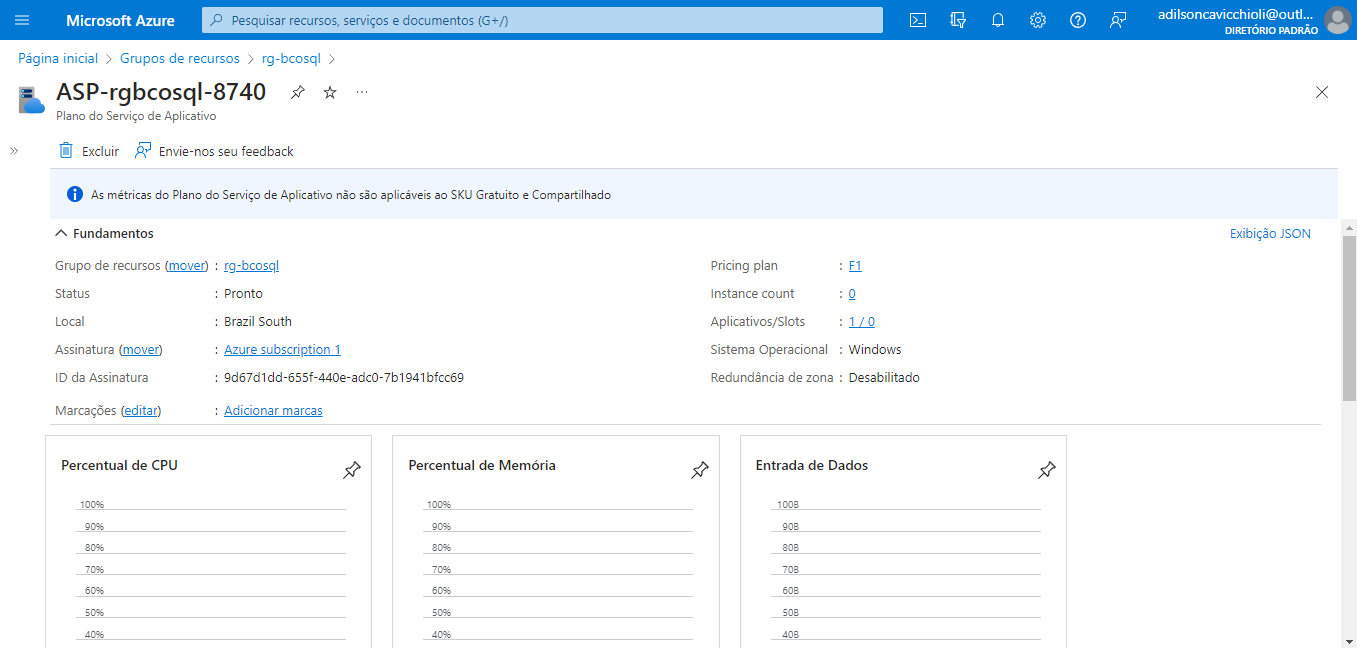 Microsoft Azure
Pesquisar recursos, serviços e documentos (G+/)
adilsoncavicchioli@outl...
DIRETÓRIO PADRÃO
Página inicial > Grupos de recursos > rg-bcosql >
ASP-rgbcosql-8740 ...
Plano do Serviço de Aplicativo
» Excluir Envie-nos seu feedback
As métricas do Plano do Serviço de Aplicativo não são aplicáveis ao SKU Gratuito e Compartilhado
Fundamentos
Exibição JSON
Grupo de recursos (mover) : rg-bcosql
Status : Pronto
Local : Brazil South
Assinatura (mover) : Azure subscription 1
ID da Assinatura : 9d67d1dd-655f-440e-adc0-7b1941bfcc69
Marcações (editar) : Adicionar marcas
Pricing plan : F1
Instance count : 0
Aplicativos/Slots : 1 / 0
Sistema Operacional : Windows
Redundância de zona : Desabilitado
Percentual de CPU
100%
90%
80%
70%
60%
50%
40%
Percentual de Memória
100%
90%
80%
70%
60%
50%
40%
Entrada de Dados
100B
90B
80B
70B
60B
50B
40B